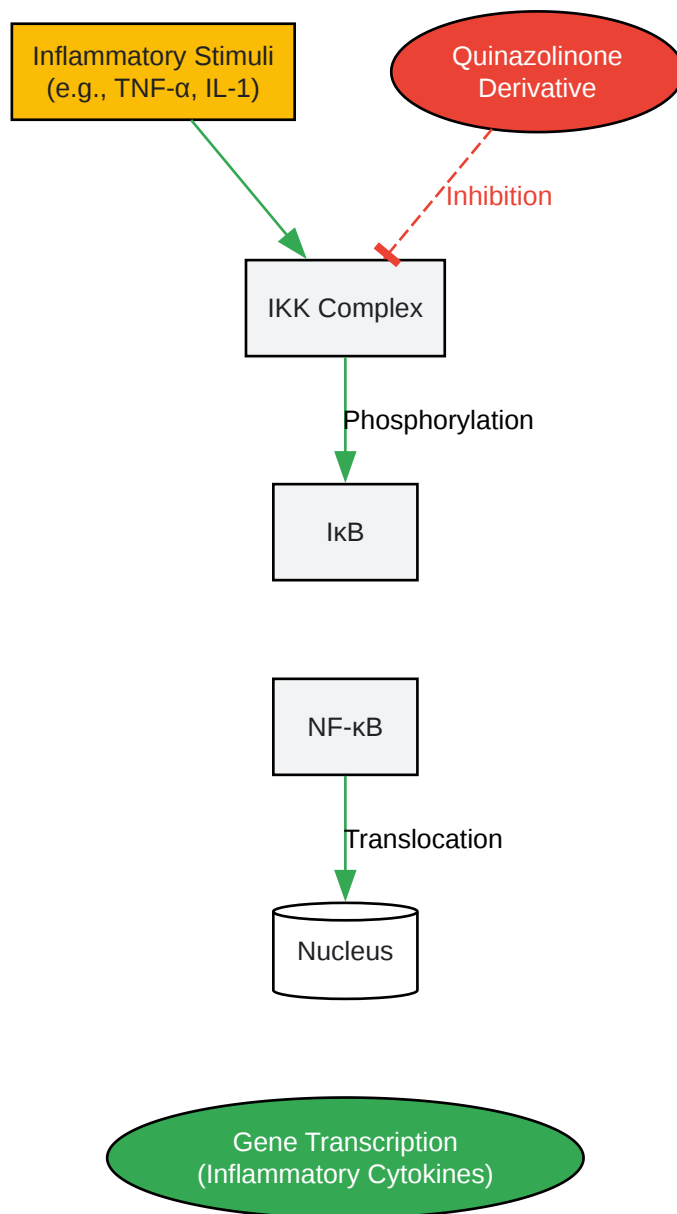 Inflammatory Stimuli
(e.g., TNF-α, IL-1)
Quinazolinone
Derivative
Inhibition
IKK Complex
Phosphorylation
IκB
NF-κB
Translocation
Nucleus
Gene Transcription
(Inflammatory Cytokines)